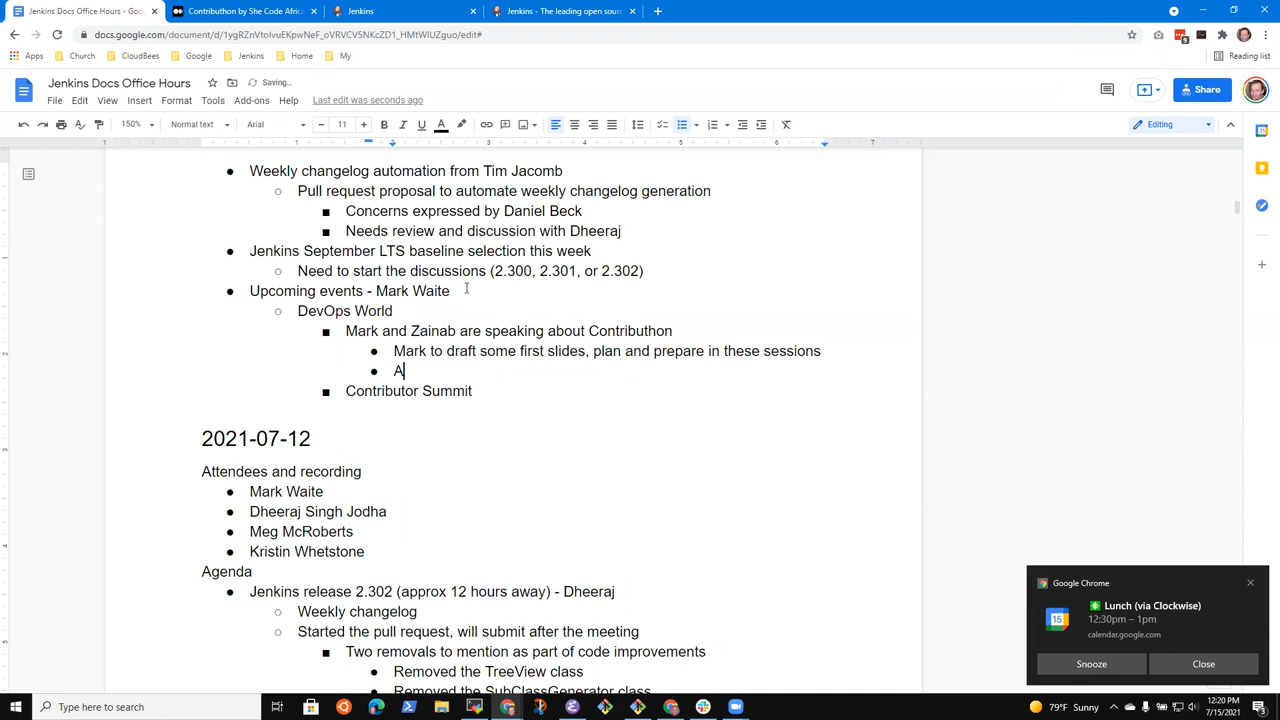 Jenkins Docs Office Hours - Goo
Contributhon by She Code Africa
Jenkins
Jenkins - The leading open sourc
docs.google.com/document/d/1ygRZnVtoIvuEKpwNeF_oVRVCV5NKcZD1_HMtWIUZguo/edit#
Apps
Church
CloudBees
Google
Jenkins
Home
My
Reading list
Jenkins Docs Office Hours
Saving...
File Edit View Insert Format Tools Add-ons Help Last edit was seconds ago
Share
150% Normal text Arial 11 Editing
● Weekly changelog automation from Tim Jacomb
○ Pull request proposal to automate weekly changelog generation
■ Concerns expressed by Daniel Beck
■ Needs review and discussion with Dheeraj
● Jenkins September LTS baseline selection this week
○ Need to start the discussions (2.300, 2.301, or 2.302)
● Upcoming events - Mark Waite
○ DevOps World
■ Mark and Zainab are speaking about Contributhon
● Mark to draft some first slides, plan and prepare in these sessions
● A
■ Contributor Summit
2021-07-12
Attendees and recording
● Mark Waite
● Dheeraj Singh Jodha
● Meg McRoberts
● Kristin Whetstone
Agenda
● Jenkins release 2.302 (approx 12 hours away) - Dheeraj
○ Weekly changelog
○ Started the pull request, will submit after the meeting
■ Two removals to mention as part of code improvements
● Removed the TreeView class
● Removed the SubClassGenerator class
Google Chrome
Lunch (via Clockwise)
12:30pm – 1pm
calendar.google.com
Snooze
Close
Type here to search
79°F Sunny
12:20 PM
7/15/2021